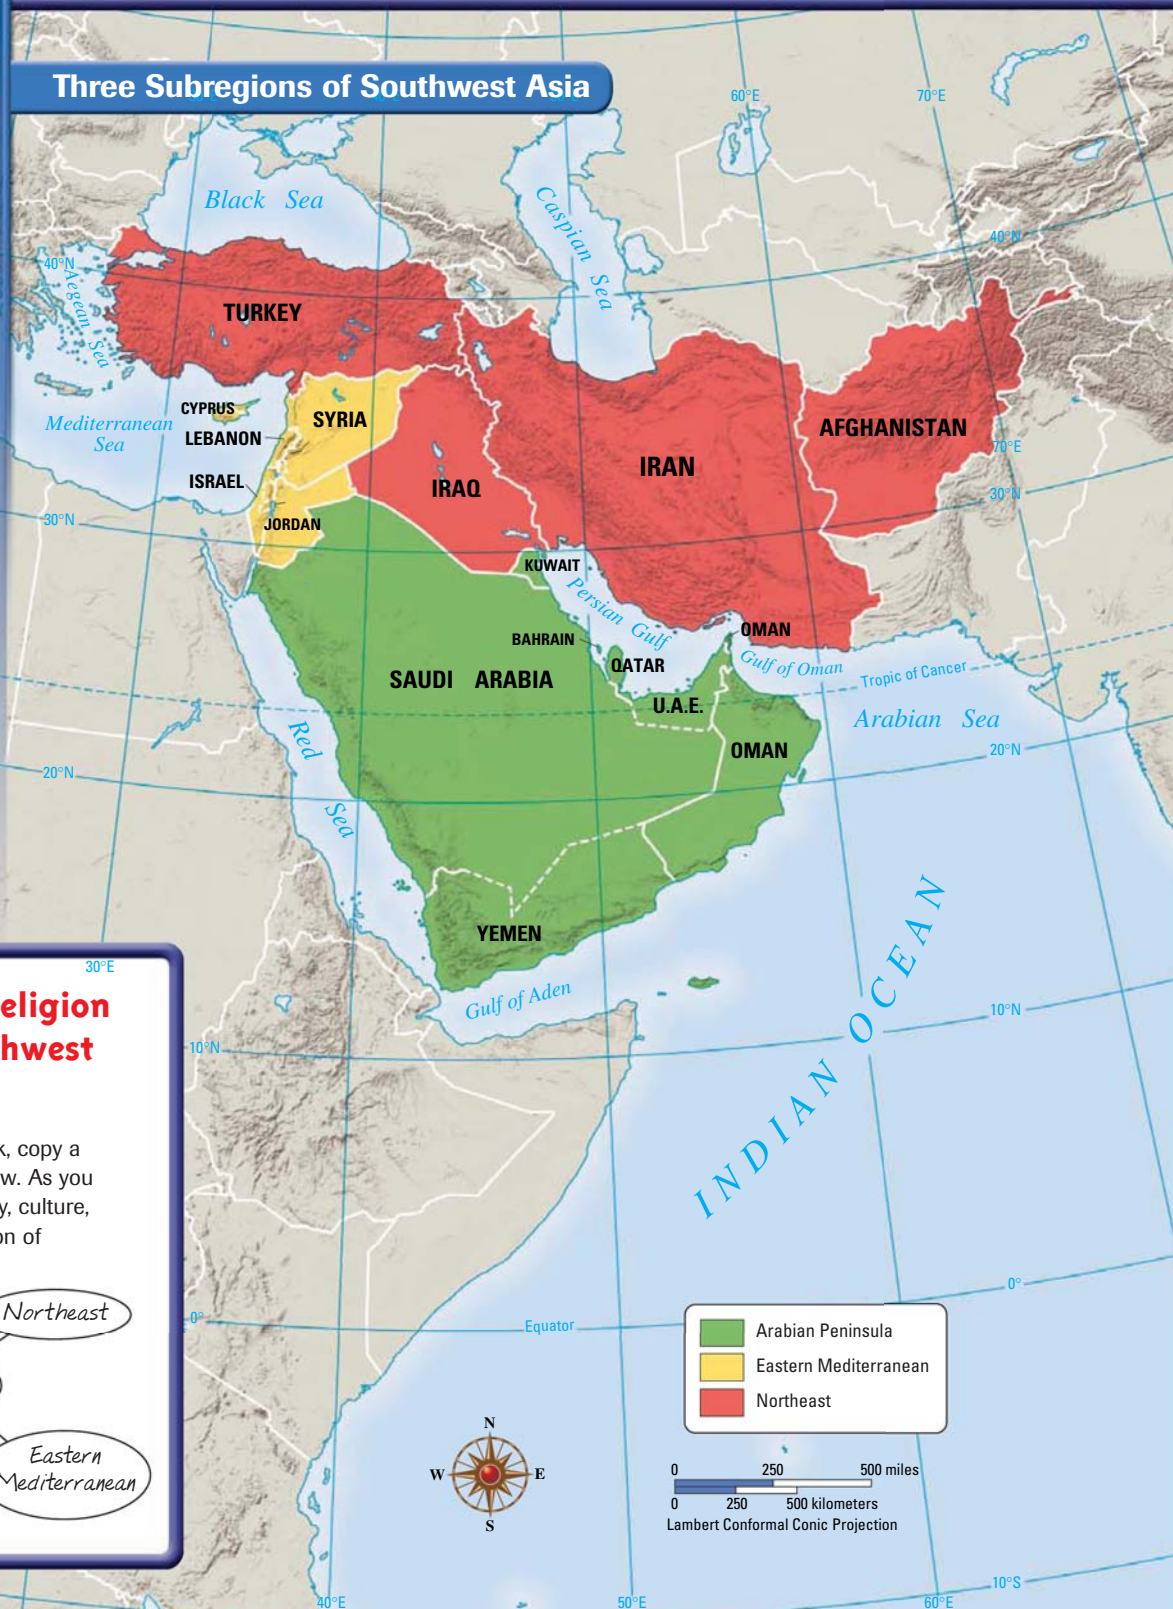 Three Subregions of Southwest Asia
60°E
70°E
Black Sea
Caspian Sea
40°N
40°N
Aegean Sea
TURKEY
CYPRUS
SYRIA
AFGHANISTAN
Mediterranean
Sea
LEBANON
70°E
IRAN
ISRAEL
IRAQ
30°N
30°N
JORDAN
KUWAIT
Persian Gulf
OMAN
BAHRAIN
QATAR
Gulf of Oman
Tropic of Cancer
SAUDI ARABIA
U.A.E.
Arabian Sea
Red Sea
OMAN
20°N
20°N
YEMEN
INDIAN OCEAN
30°E
Gulf of Aden
10°N
10°N
eligion
hwest
k, copy a
w. As you
y, culture,
on of
Northeast
Eastern
Mediterranean
0°
0°
Equator
Arabian Peninsula
Eastern Mediterranean
Northeast
N
W E
S
0 250 500 miles
0 250 500 kilometers
Lambert Conformal Conic Projection
10°S
40°E
50°E
60°E